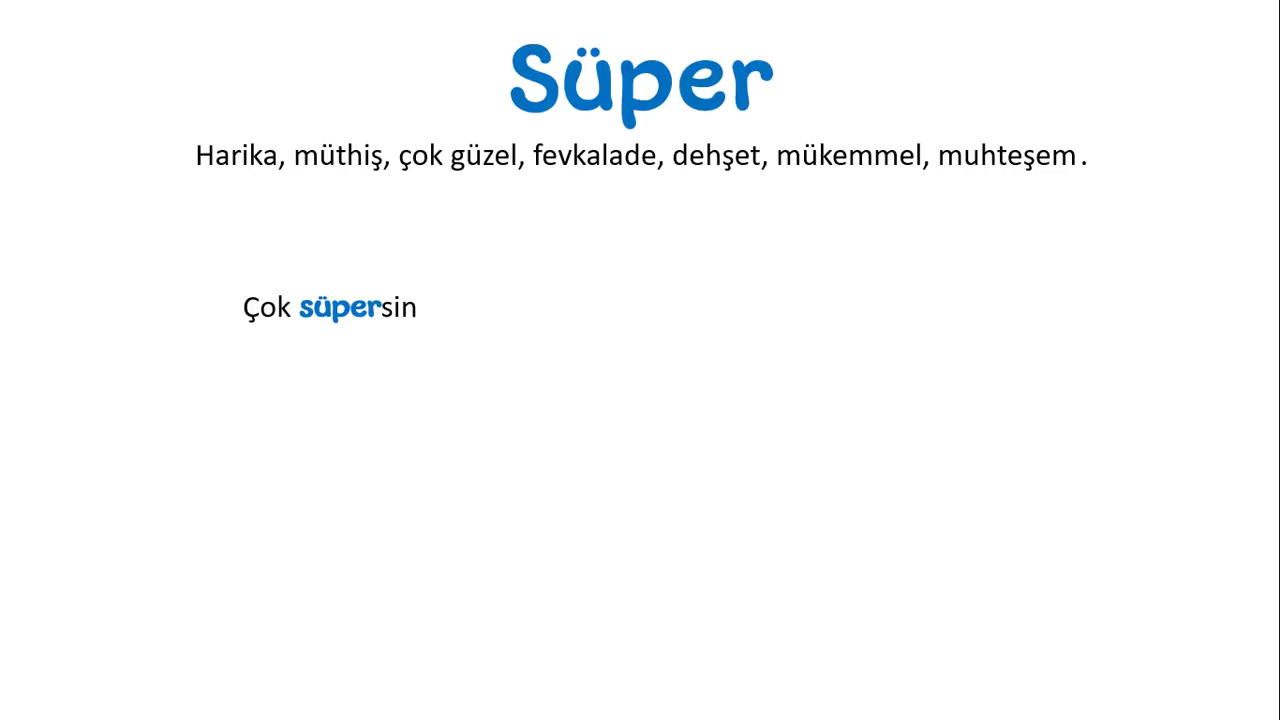 Süper
Harika, müthiş, çok güzel, fevkalade, dehşet, mükemmel, muhteşem.
Çok süpersin